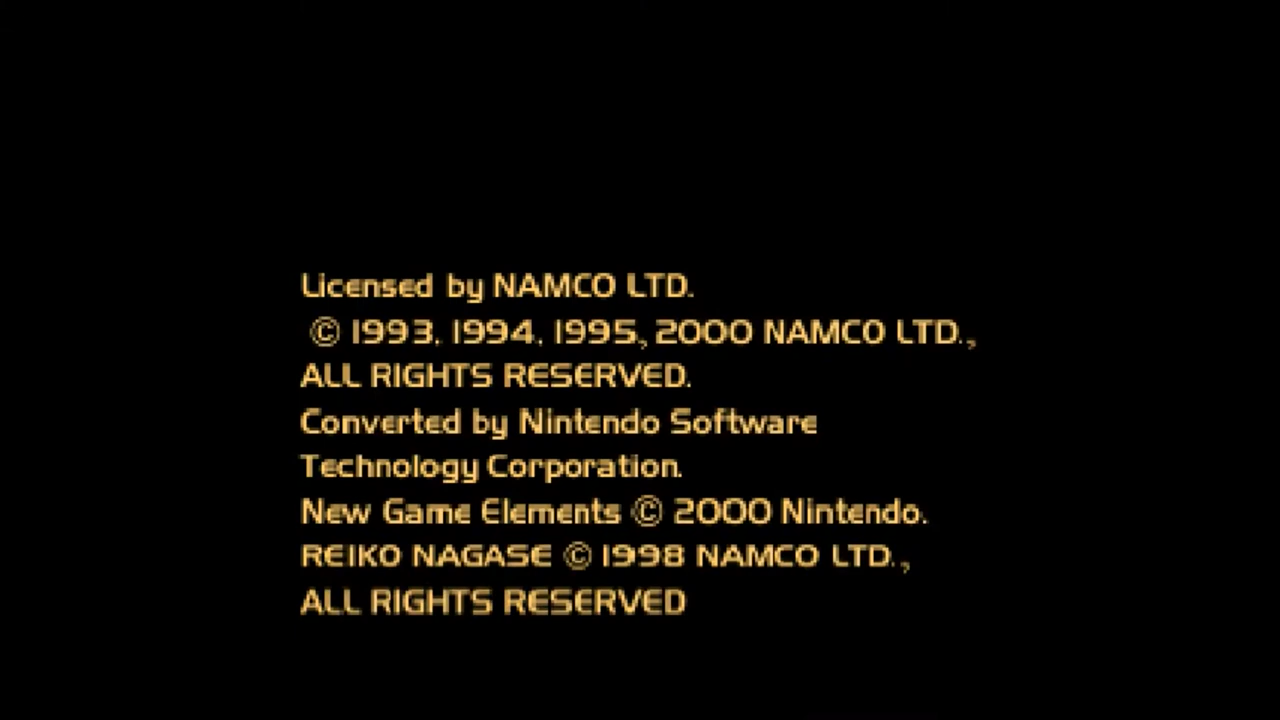 Licensed by NAMCO LTD.
© 1993. 1994. 1995, 2000 NAMCO LTD.,
ALL RIGHTS RESERVED.
Converted by Nintendo Software
Technology Corporation.
New Game Elements © 2000 Nintendo.
REIKO NAGASE © 1998 NAMCO LTD.,
ALL RIGHTS RESERVED